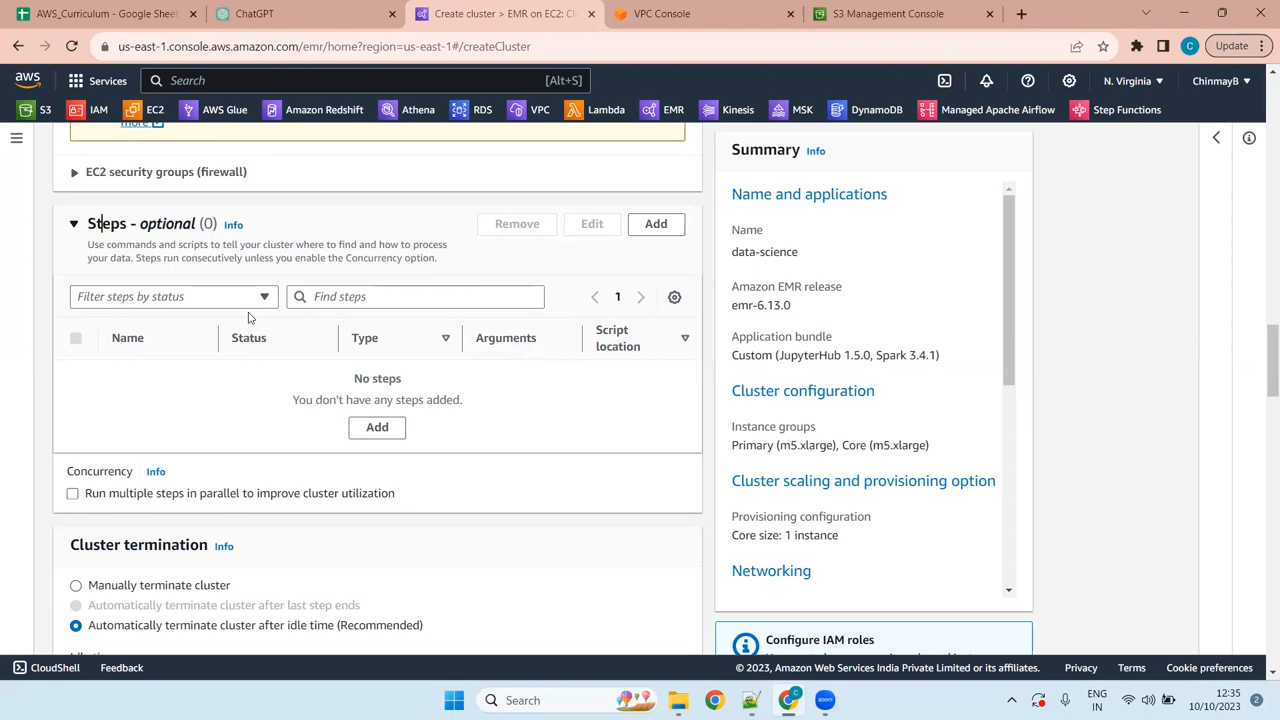 AWS_Curriculum - Google Sheet
ChatGPT
Create cluster > EMR on EC2: Cl
VPC Console
S3 Management Console
us-east-1.console.aws.amazon.com/emr/home?region=us-east-1#/createCluster
C
Update
aws
Services
Search
[Alt+S]
N. Virginia
ChinmayB
S3
IAM
EC2
AWS Glue
Amazon Redshift
Athena
RDS
VPC
Lambda
EMR
Kinesis
MSK
DynamoDB
Managed Apache Airflow
Step Functions
more
EC2 security groups (firewall)
Steps - optional (0) Info
Remove
Edit
Add
Use commands and scripts to tell your cluster where to find and how to process
your data. Steps run consecutively unless you enable the Concurrency option.
Filter steps by status
Find steps
1
Name
Status
Type
Arguments
Script
location
No steps
You don't have any steps added.
Add
Concurrency Info
Run multiple steps in parallel to improve cluster utilization
Cluster termination Info
Manually terminate cluster
Automatically terminate cluster after last step ends
Automatically terminate cluster after idle time (Recommended)
Summary Info
Name and applications
Name
data-science
Amazon EMR release
emr-6.13.0
Application bundle
Custom (JupyterHub 1.5.0, Spark 3.4.1)
Cluster configuration
Instance groups
Primary (m5.xlarge), Core (m5.xlarge)
Cluster scaling and provisioning option
Provisioning configuration
Core size: 1 instance
Networking
Configure IAM roles
CloudShell
Feedback
© 2023, Amazon Web Services India Private Limited or its affiliates.
Privacy
Terms
Cookie preferences
Search
C
zoom
ENG
IN
12:35
10/10/2023
2